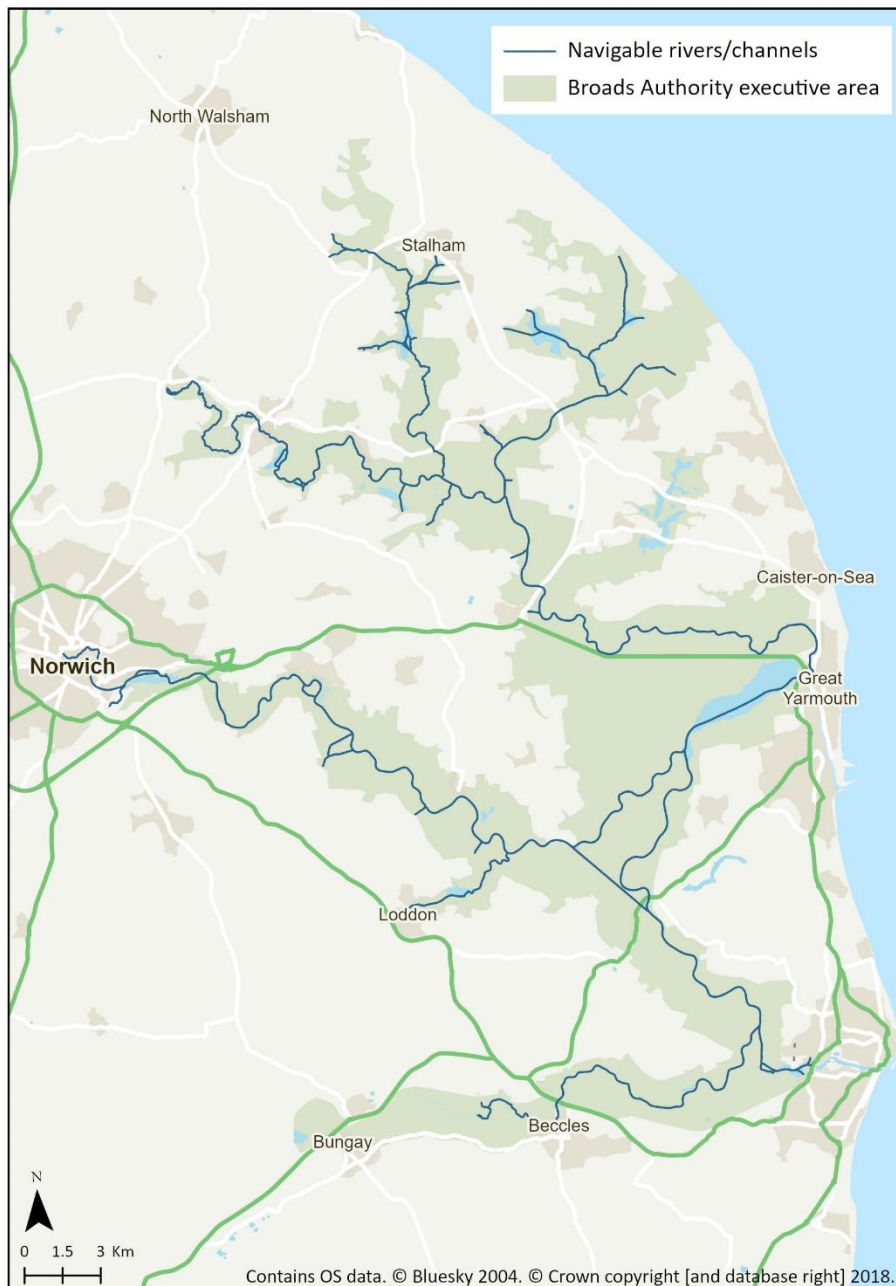 Navigable rivers/channels
Broads Authority executive area
North Walsham
Stalham
Caister-on-Sea
Norwich
Great
Yarmouth
Loddon
Beccles
Bungay
N
0 1.5 3 Km
Contains OS data. © Bluesky 2004. © Crown copyright [and database right] 2018.